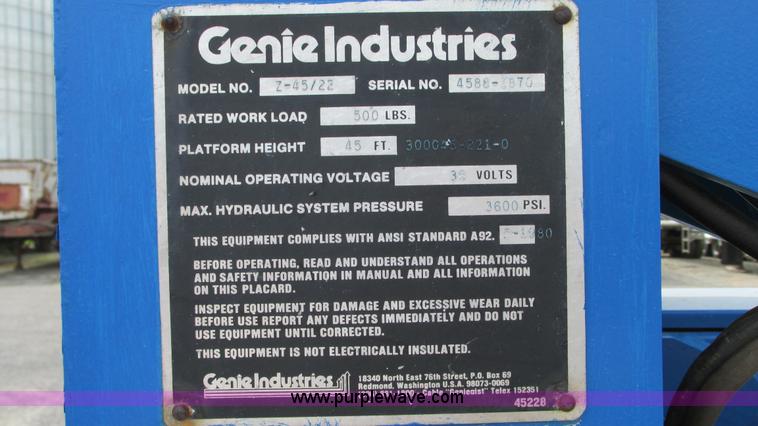 Genie Industries
MODEL NO. Z-45/22 SERIAL NO. 4588-
RATED WORK LOAD 500 LBS.
PLATFORM HEIGHT 45 FT.
NOMINAL OPERATING VOLTAGE VOLTS
MAX. HYDRAULIC SYSTEM PRESSURE 3600 PSI.
THIS EQUIPMENT COMPLIES WITH ANSI STANDARD A92.
BEFORE OPERATING, READ AND UNDERSTAND ALL OPERATIONS
AND SAFETY INFORMATION IN MANUAL AND ALL INFORMATION
ON THIS PLACARD.
INSPECT EQUIPMENT FOR DAMAGE AND EXCESSIVE WEAR DAILY
BEFORE USE REPORT ANY DEFECTS IMMEDIATELY AND DO NOT
USE EQUIPMENT UNTIL CORRECTED.
THIS EQUIPMENT IS NOT ELECTRICALLY INSULATED.
Genie Industries
18340 North East 76th Street, P.O. Box 69
Redmond, Washington U.S.A. 98073-0069
Cable "Geniegist" Telex 152351
www.purplewave.com
45228